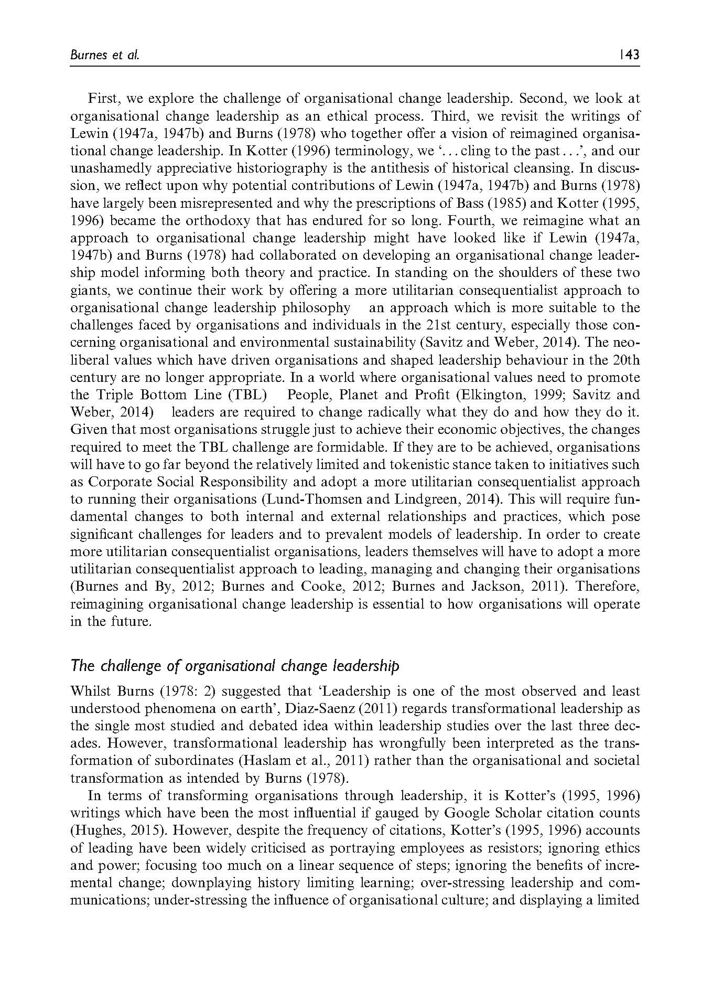 Burnes et al. 143
First, we explore the challenge of organisational change leadership. Second, we look at
organisational change leadership as an ethical process. Third, we revisit the writings of
Lewin (1947a, 1947b) and Burns (1978) who together offer a vision of reimagined organisa-
tional change leadership. In Kotter (1996) terminology, we ‘. . . cling to the past . . .’, and our
unashamedly appreciative historiography is the antithesis of historical cleansing. In discus-
sion, we reflect upon why potential contributions of Lewin (1947a, 1947b) and Burns (1978)
have largely been misrepresented and why the prescriptions of Bass (1985) and Kotter (1995,
1996) became the orthodoxy that has endured for so long. Fourth, we reimagine what an
approach to organisational change leadership might have looked like if Lewin (1947a,
1947b) and Burns (1978) had collaborated on developing an organisational change leader-
ship model informing both theory and practice. In standing on the shoulders of these two
giants, we continue their work by offering a more utilitarian consequentialist approach to
organisational change leadership philosophy an approach which is more suitable to the
challenges faced by organisations and individuals in the 21st century, especially those con-
cerning organisational and environmental sustainability (Savitz and Weber, 2014). The neo-
liberal values which have driven organisations and shaped leadership behaviour in the 20th
century are no longer appropriate. In a world where organisational values need to promote
the Triple Bottom Line (TBL) People, Planet and Profit (Elkington, 1999; Savitz and
Weber, 2014) leaders are required to change radically what they do and how they do it.
Given that most organisations struggle just to achieve their economic objectives, the changes
required to meet the TBL challenge are formidable. If they are to be achieved, organisations
will have to go far beyond the relatively limited and tokenistic stance taken to initiatives such
as Corporate Social Responsibility and adopt a more utilitarian consequentialist approach
to running their organisations (Lund-Thomsen and Lindgreen, 2014). This will require fun-
damental changes to both internal and external relationships and practices, which pose
significant challenges for leaders and to prevalent models of leadership. In order to create
more utilitarian consequentialist organisations, leaders themselves will have to adopt a more
utilitarian consequentialist approach to leading, managing and changing their organisations
(Burnes and By, 2012; Burnes and Cooke, 2012; Burnes and Jackson, 2011). Therefore,
reimagining organisational change leadership is essential to how organisations will operate
in the future.
The challenge of organisational change leadership
Whilst Burns (1978: 2) suggested that ‘Leadership is one of the most observed and least
understood phenomena on earth’, Diaz-Saenz (2011) regards transformational leadership as
the single most studied and debated idea within leadership studies over the last three dec-
ades. However, transformational leadership has wrongfully been interpreted as the trans-
formation of subordinates (Haslam et al., 2011) rather than the organisational and societal
transformation as intended by Burns (1978).
In terms of transforming organisations through leadership, it is Kotter’s (1995, 1996)
writings which have been the most influential if gauged by Google Scholar citation counts
(Hughes, 2015). However, despite the frequency of citations, Kotter’s (1995, 1996) accounts
of leading have been widely criticised as portraying employees as resistors; ignoring ethics
and power; focusing too much on a linear sequence of steps; ignoring the benefits of incre-
mental change; downplaying history limiting learning; over-stressing leadership and com-
munications; under-stressing the influence of organisational culture; and displaying a limited